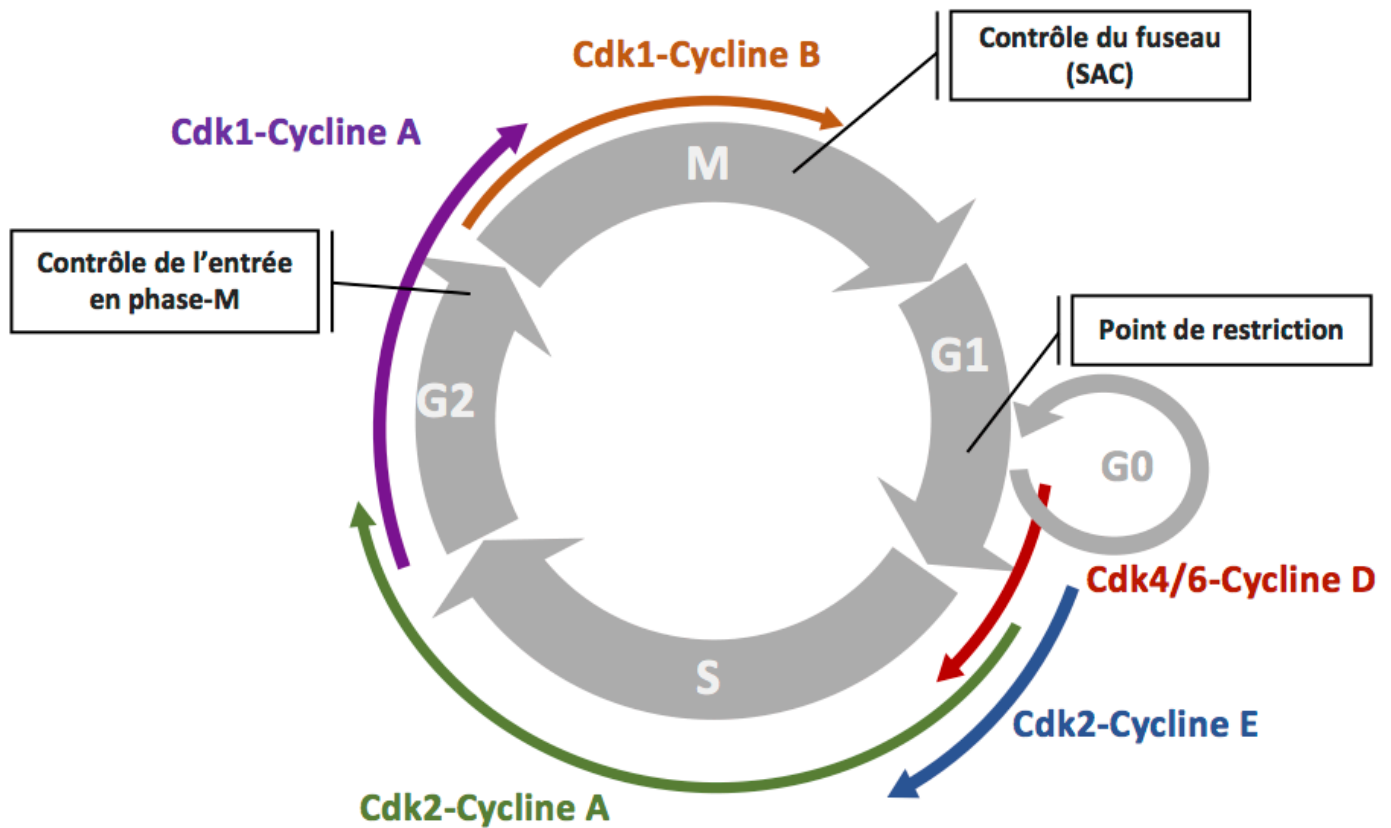 Cdk1-Cycline B
Contrôle du fuseau
(SAC)
Cdk1-Cycline A
M
Contrôle de l’entrée
en phase-M
Point de restriction
G1
G2
G0
Cdk4/6-Cycline D
S
Cdk2-Cycline E
Cdk2-Cycline A